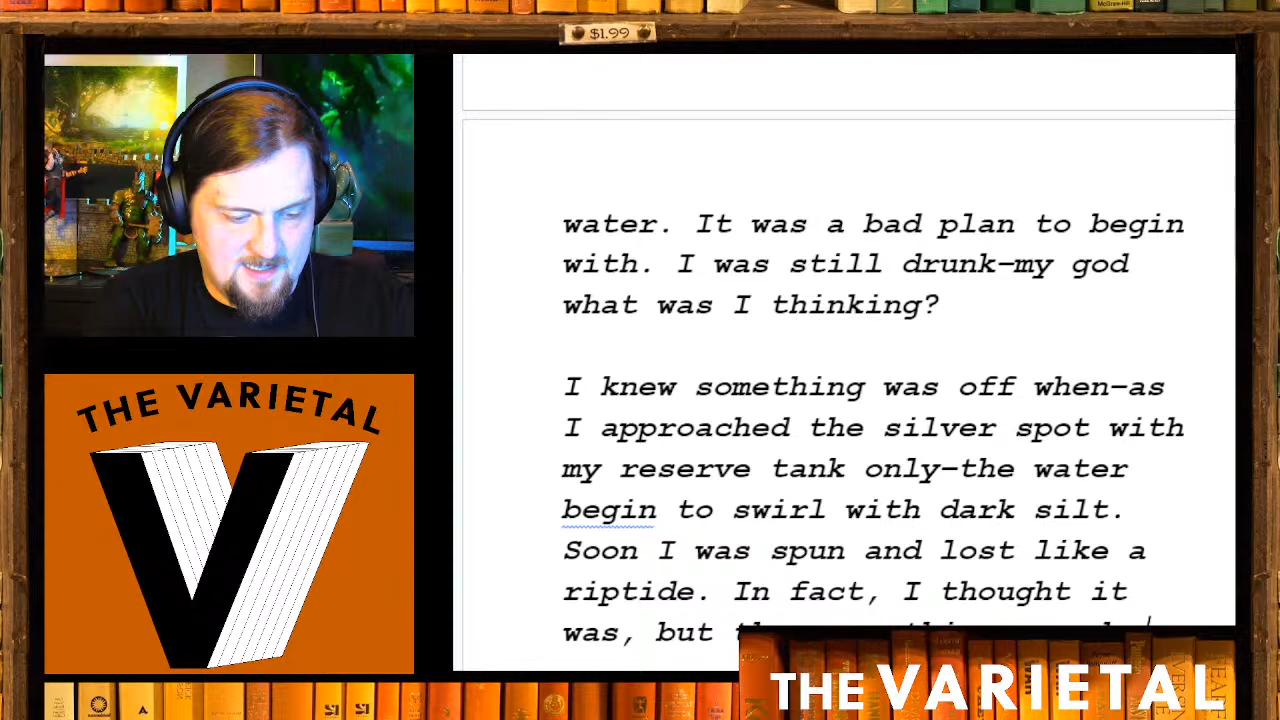 $1.99
THE VARIETAL
water. It was a bad plan to begin
with. I was still drunk—my god
what was I thinking?
I knew something was off when—as
I approached the silver spot with
my reserve tank only—the water
begin to swirl with dark silt.
Soon I was spun and lost like a
riptide. In fact, I thought it
was, but
THE VARIETAL